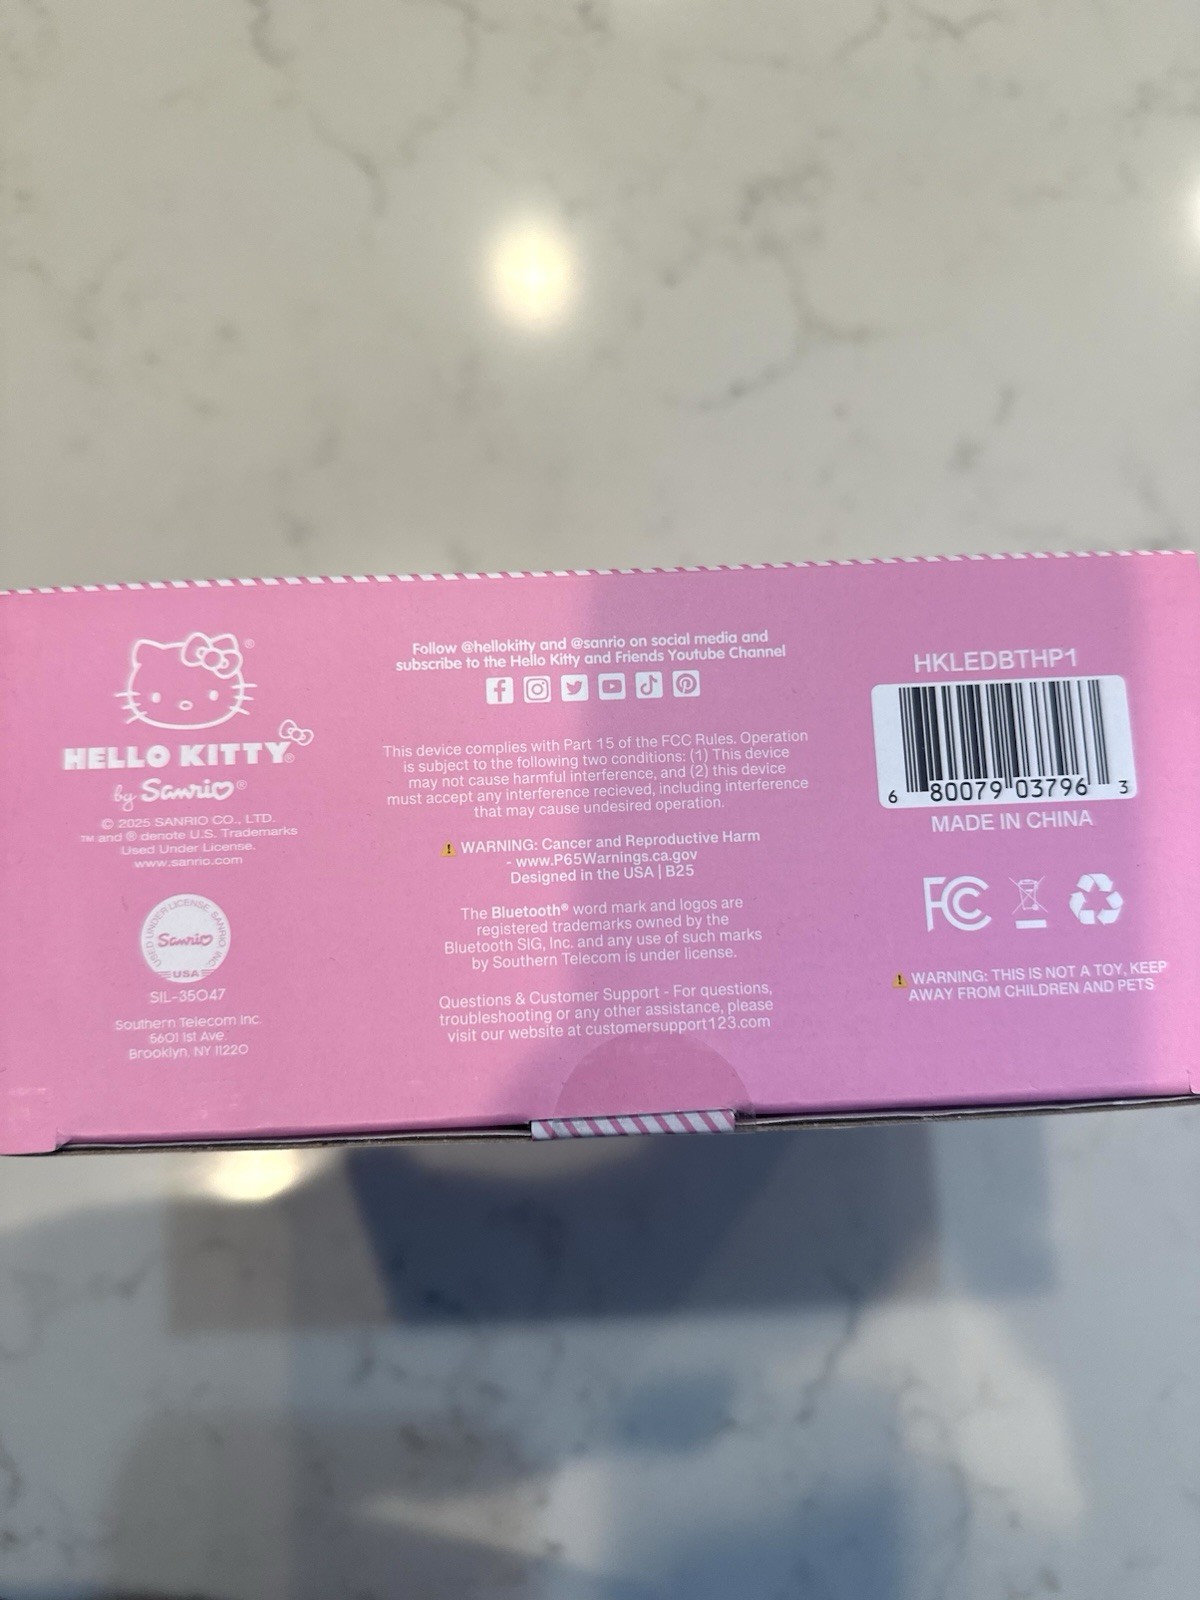 HELLO KITTY®
by Sanrio®
© 2025 SANRIO CO., LTD.
™ and ® denote U.S. Trademarks
Used Under License.
www.sanrio.com
USED UNDER LICENSE SANRIO, INC.
Sanrio
USA
SIL-35047
Southern Telecom Inc.
5601 1st Ave.
Brooklyn, NY 11220
Follow @hellokitty and @sanrio on social media and
subscribe to the Hello Kitty and Friends Youtube Channel
This device complies with Part 15 of the FCC Rules. Operation
is subject to the following two conditions: (1) This device
may not cause harmful interference, and (2) this device
must accept any interference recieved, including interference
that may cause undesired operation.
⚠ WARNING: Cancer and Reproductive Harm
- www.P65Warnings.ca.gov
Designed in the USA | B25
The Bluetooth® word mark and logos are
registered trademarks owned by the
Bluetooth SIG, Inc. and any use of such marks
by Southern Telecom is under license.
Questions & Customer Support - For questions,
troubleshooting or any other assistance, please
visit our website at customersupport123.com
HKLEDBTHP1
6 80079 03796 3
MADE IN CHINA
FC
⚠ WARNING: THIS IS NOT A TOY, KEEP
AWAY FROM CHILDREN AND PETS